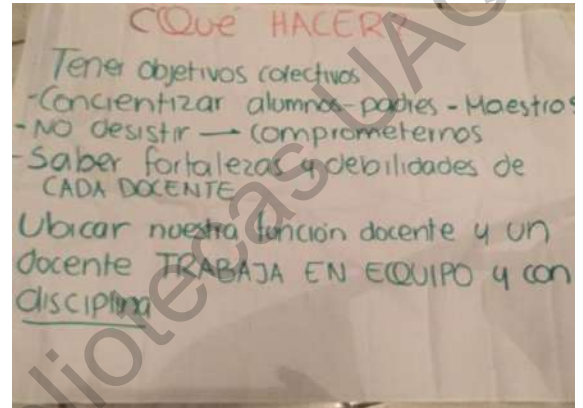 ¿Qué HACER?
Tener objetivos colectivos
-Concientizar alumnos-padres-Maestros
-NO desistir → comprometernos
-Saber fortalezas y debilidades de
CADA DOCENTE
Ubicar nuestra función docente y un
docente TRABAJA EN EQUIPO y con
disciplina